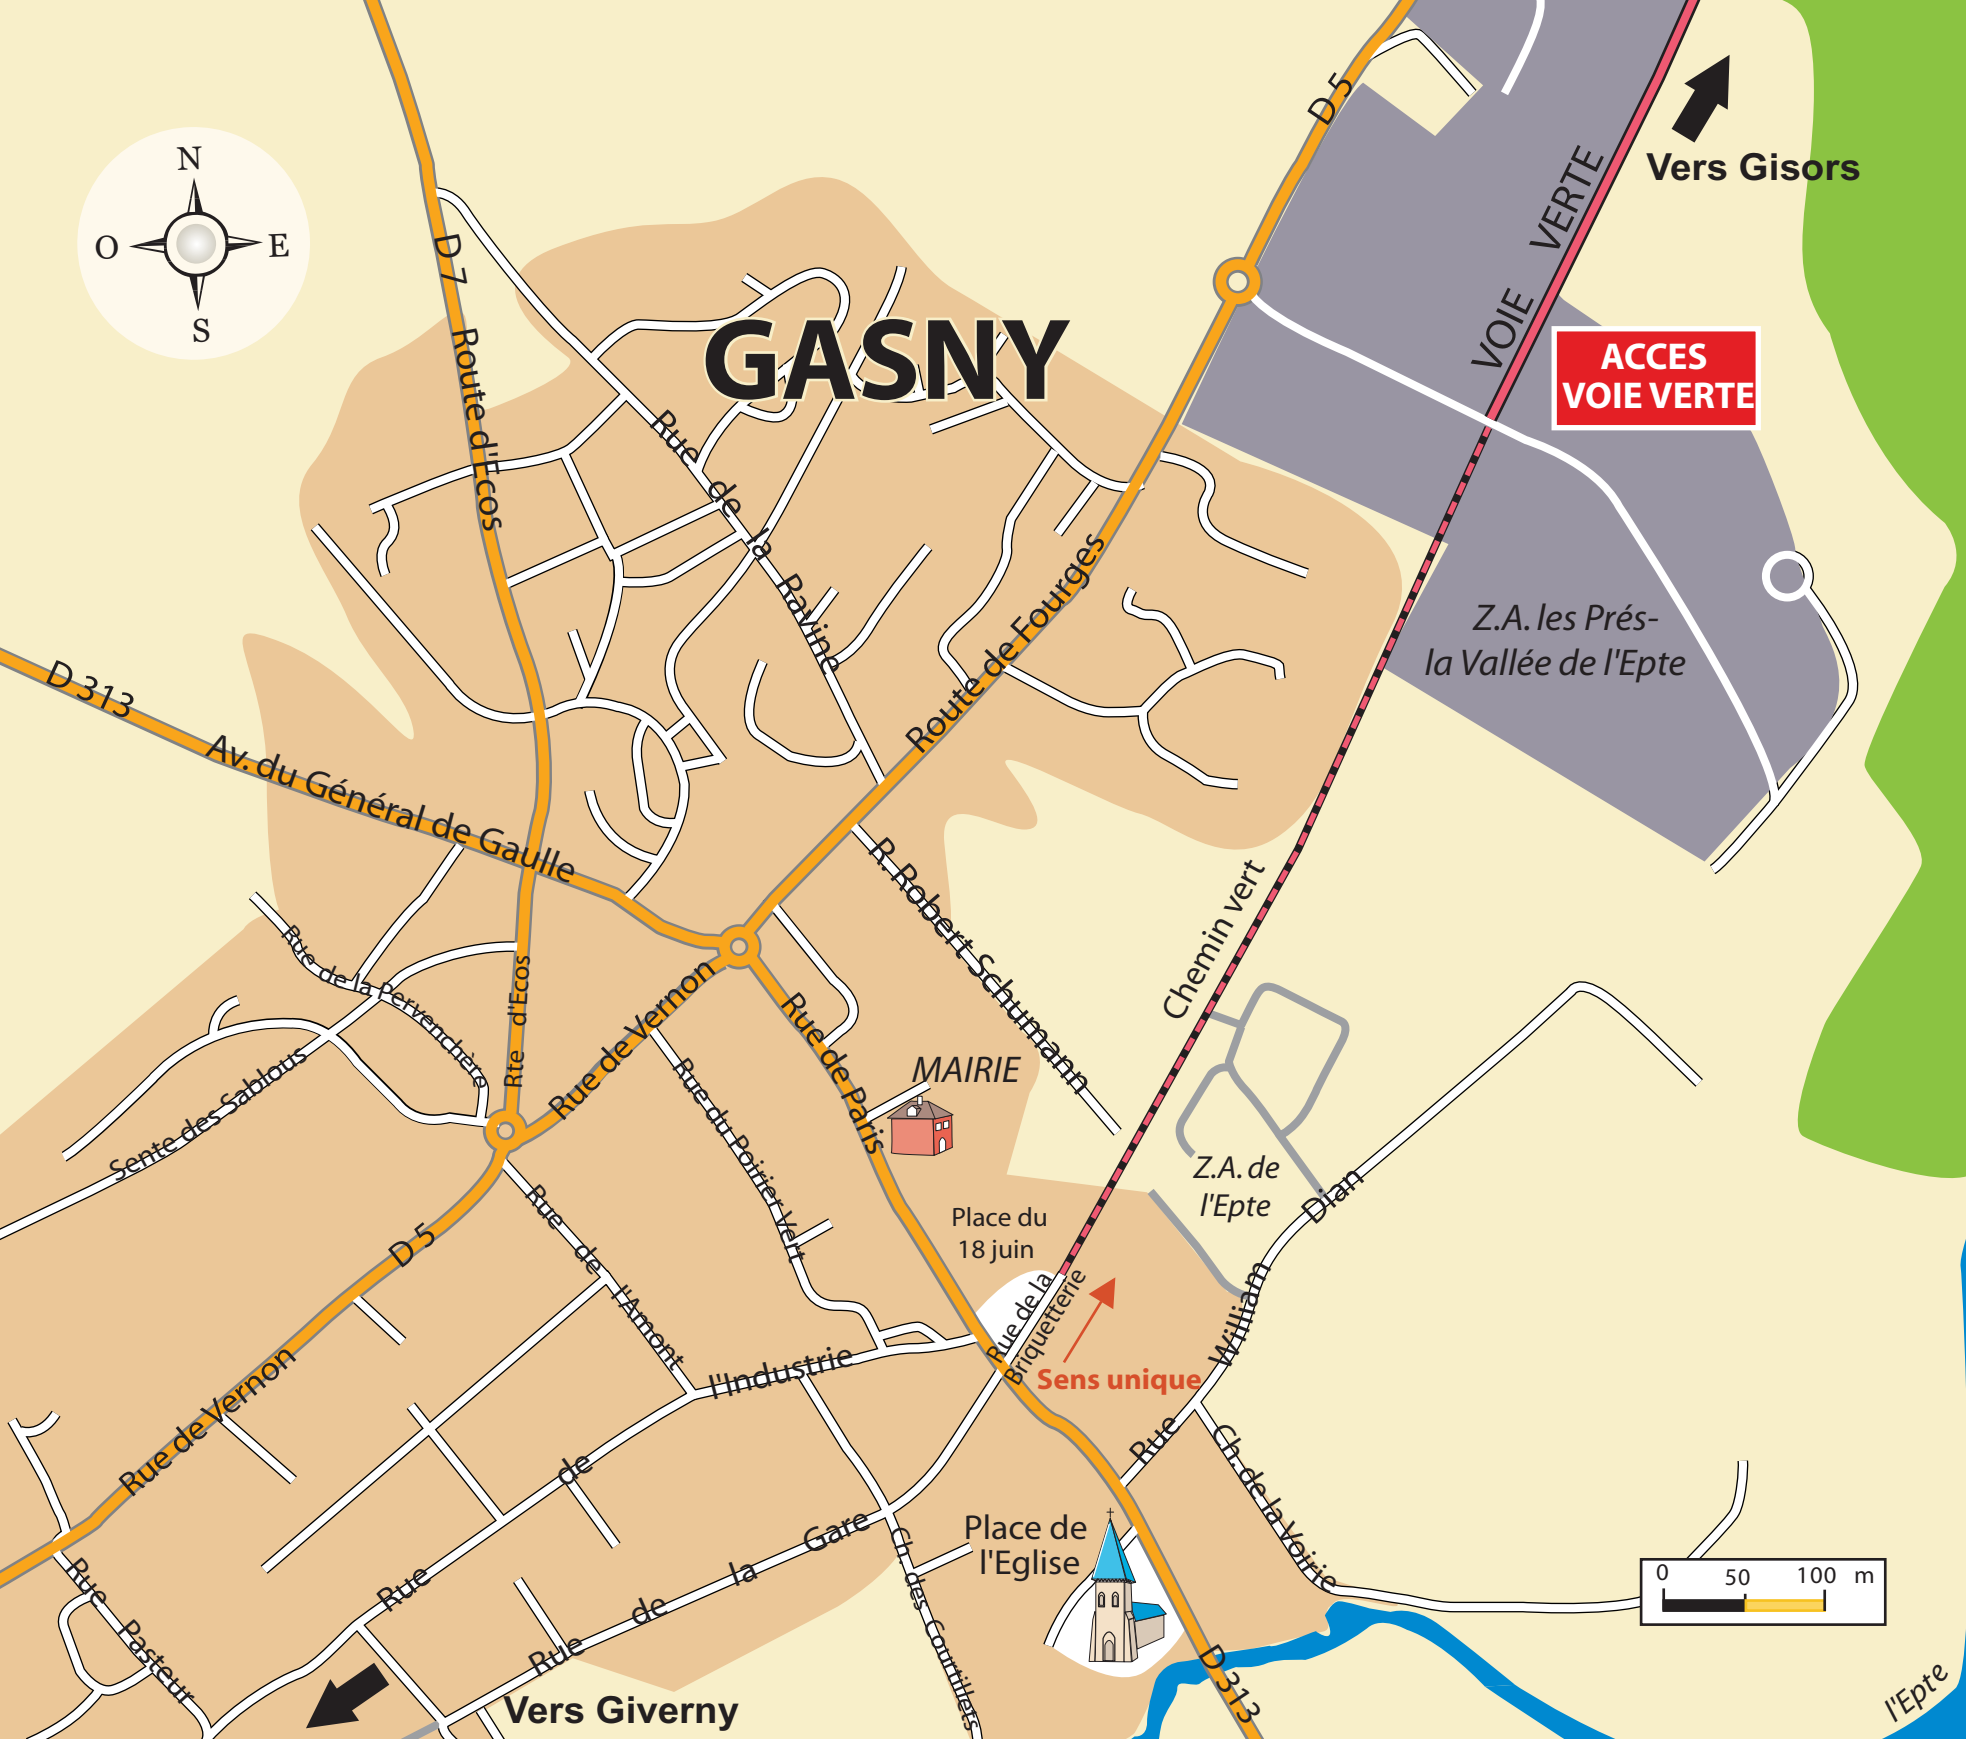 N
O
E
S
D 7
Route d'Ecos
GASNY
D 5
VOIE VERTE
Vers Gisors
ACCES
VOIE VERTE
Rue de la Ravine
Route de Fourges
Z.A. les Prés-
la Vallée de l'Epte
D 313
Av. du Général de Gaulle
R. Robert Schumann
Chemin vert
Rue de la Pervenchère
Rte d'Ecos
Rue de Vernon
Rue de Paris
MAIRIE
Sente des Sablous
Rue du Poirier Vert
Z.A. de
l'Epte
Rue William Dian
D 5
Rue de l'Amont
Place du
18 juin
Rue de la
Briquetterie
Sens unique
Rue de Vernon
Rue de l'Industrie
Ch. de la Voirie
Place de
l'Eglise
Rue de la Gare
Ch. des Courtillets
Rue Pasteur
Vers Giverny
D 313
0 50 100 m
l'Epte